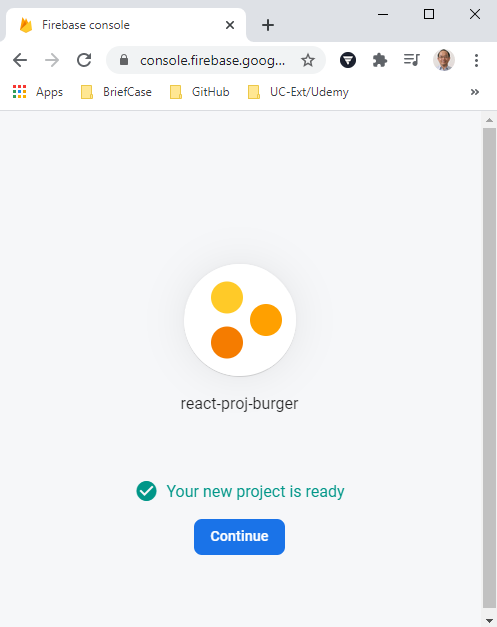 Firebase console
console.firebase.goog...
Apps BriefCase GitHub UC-Ext/Udemy
react-proj-burger
Your new project is ready
Continue